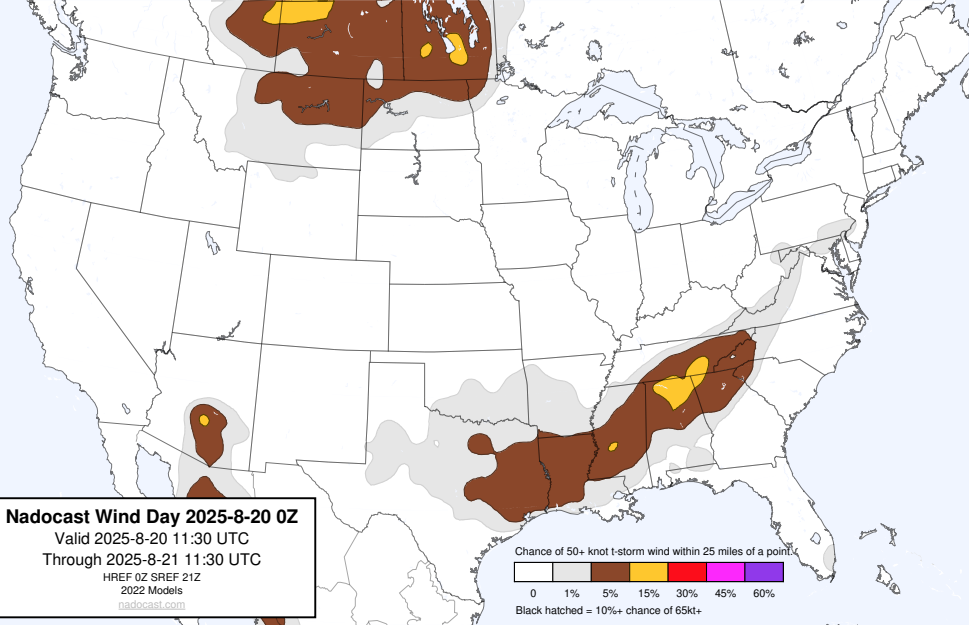 Nadocast Wind Day 2025-8-20 0Z
Valid 2025-8-20 11:30 UTC
Through 2025-8-21 11:30 UTC
HREF 0Z SREF 21Z
2022 Models
nadocast.com
Chance of 50+ knot t-storm wind within 25 miles of a point.
0 1% 5% 15% 30% 45% 60%
Black hatched = 10%+ chance of 65kt+